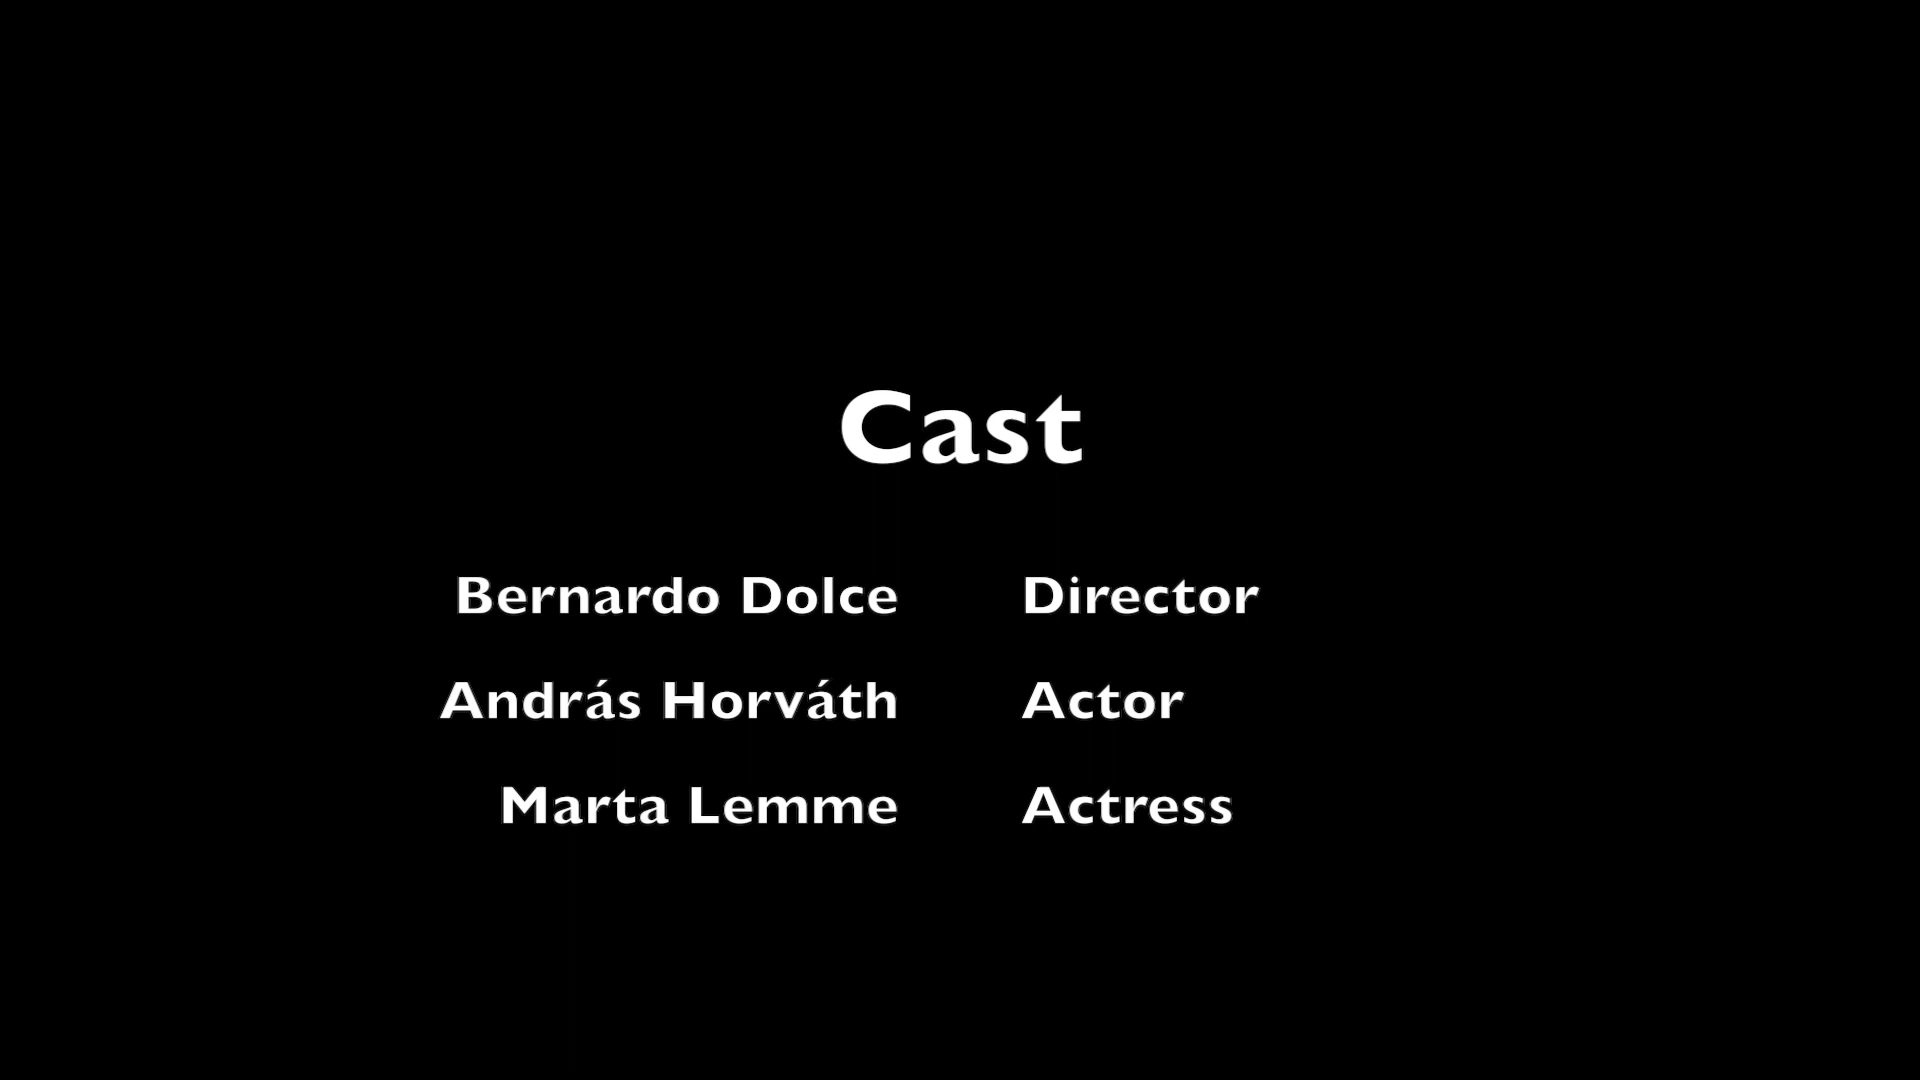 Cast
Bernardo Dolce Director
András Horváth Actor
Marta Lemme Actress